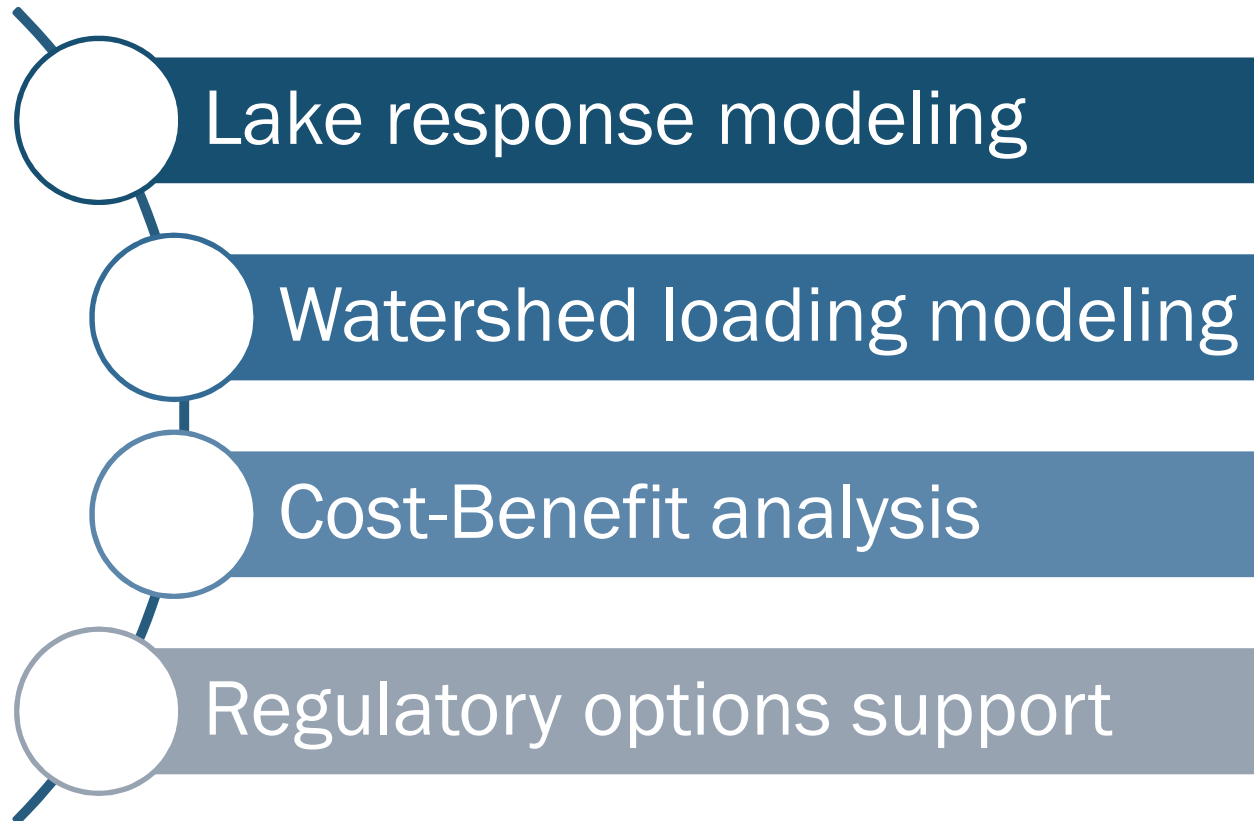 Lake response modeling
Watershed loading modeling
Cost-Benefit analysis
Regulatory options support